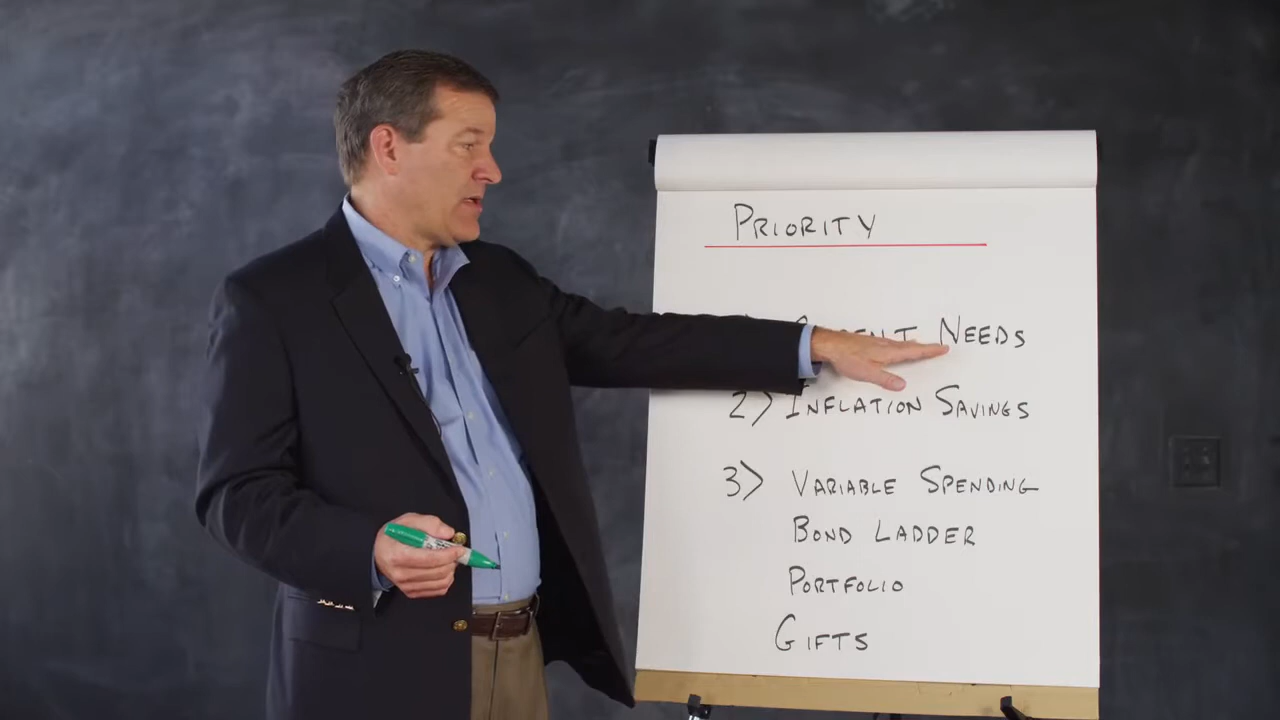 PRIORITY
NEEDS
2) INFLATION SAVINGS
3) VARIABLE SPENDING
BOND LADDER
PORTFOLIO
GIFTS